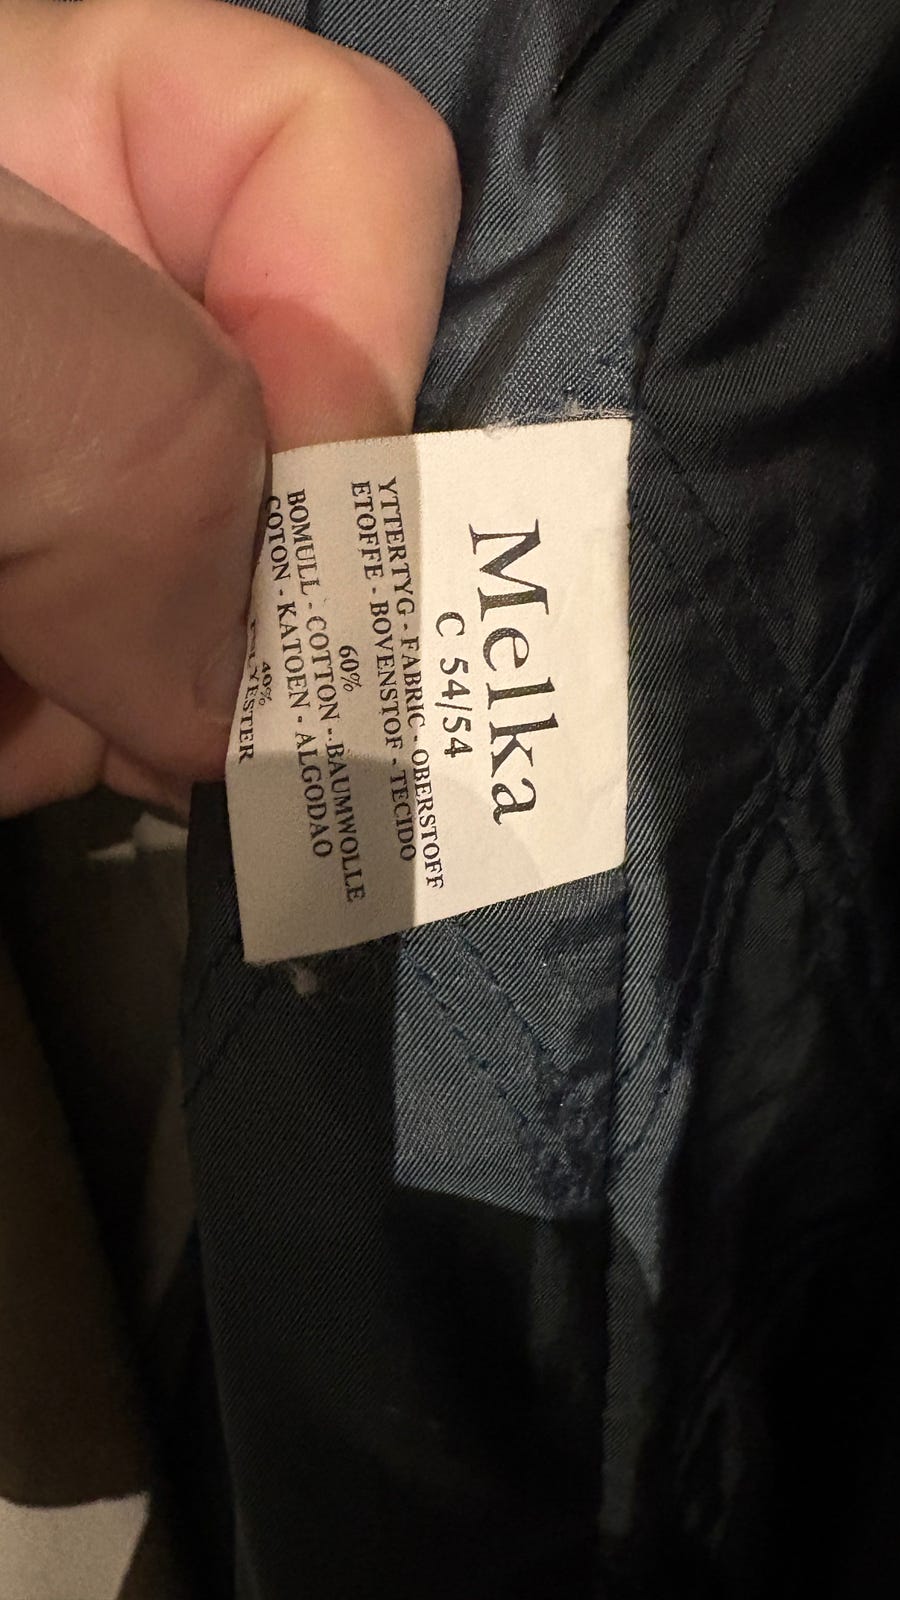 Melka
C 54/54
YTTERTYG - FABRIC - OBERSTOFF
ETOFFE - BOVENSTOF - TECIDO
60%
BOMULL - COTTON - BAUMWOLLE
COTON - KATOEN - ALGODAO
40%